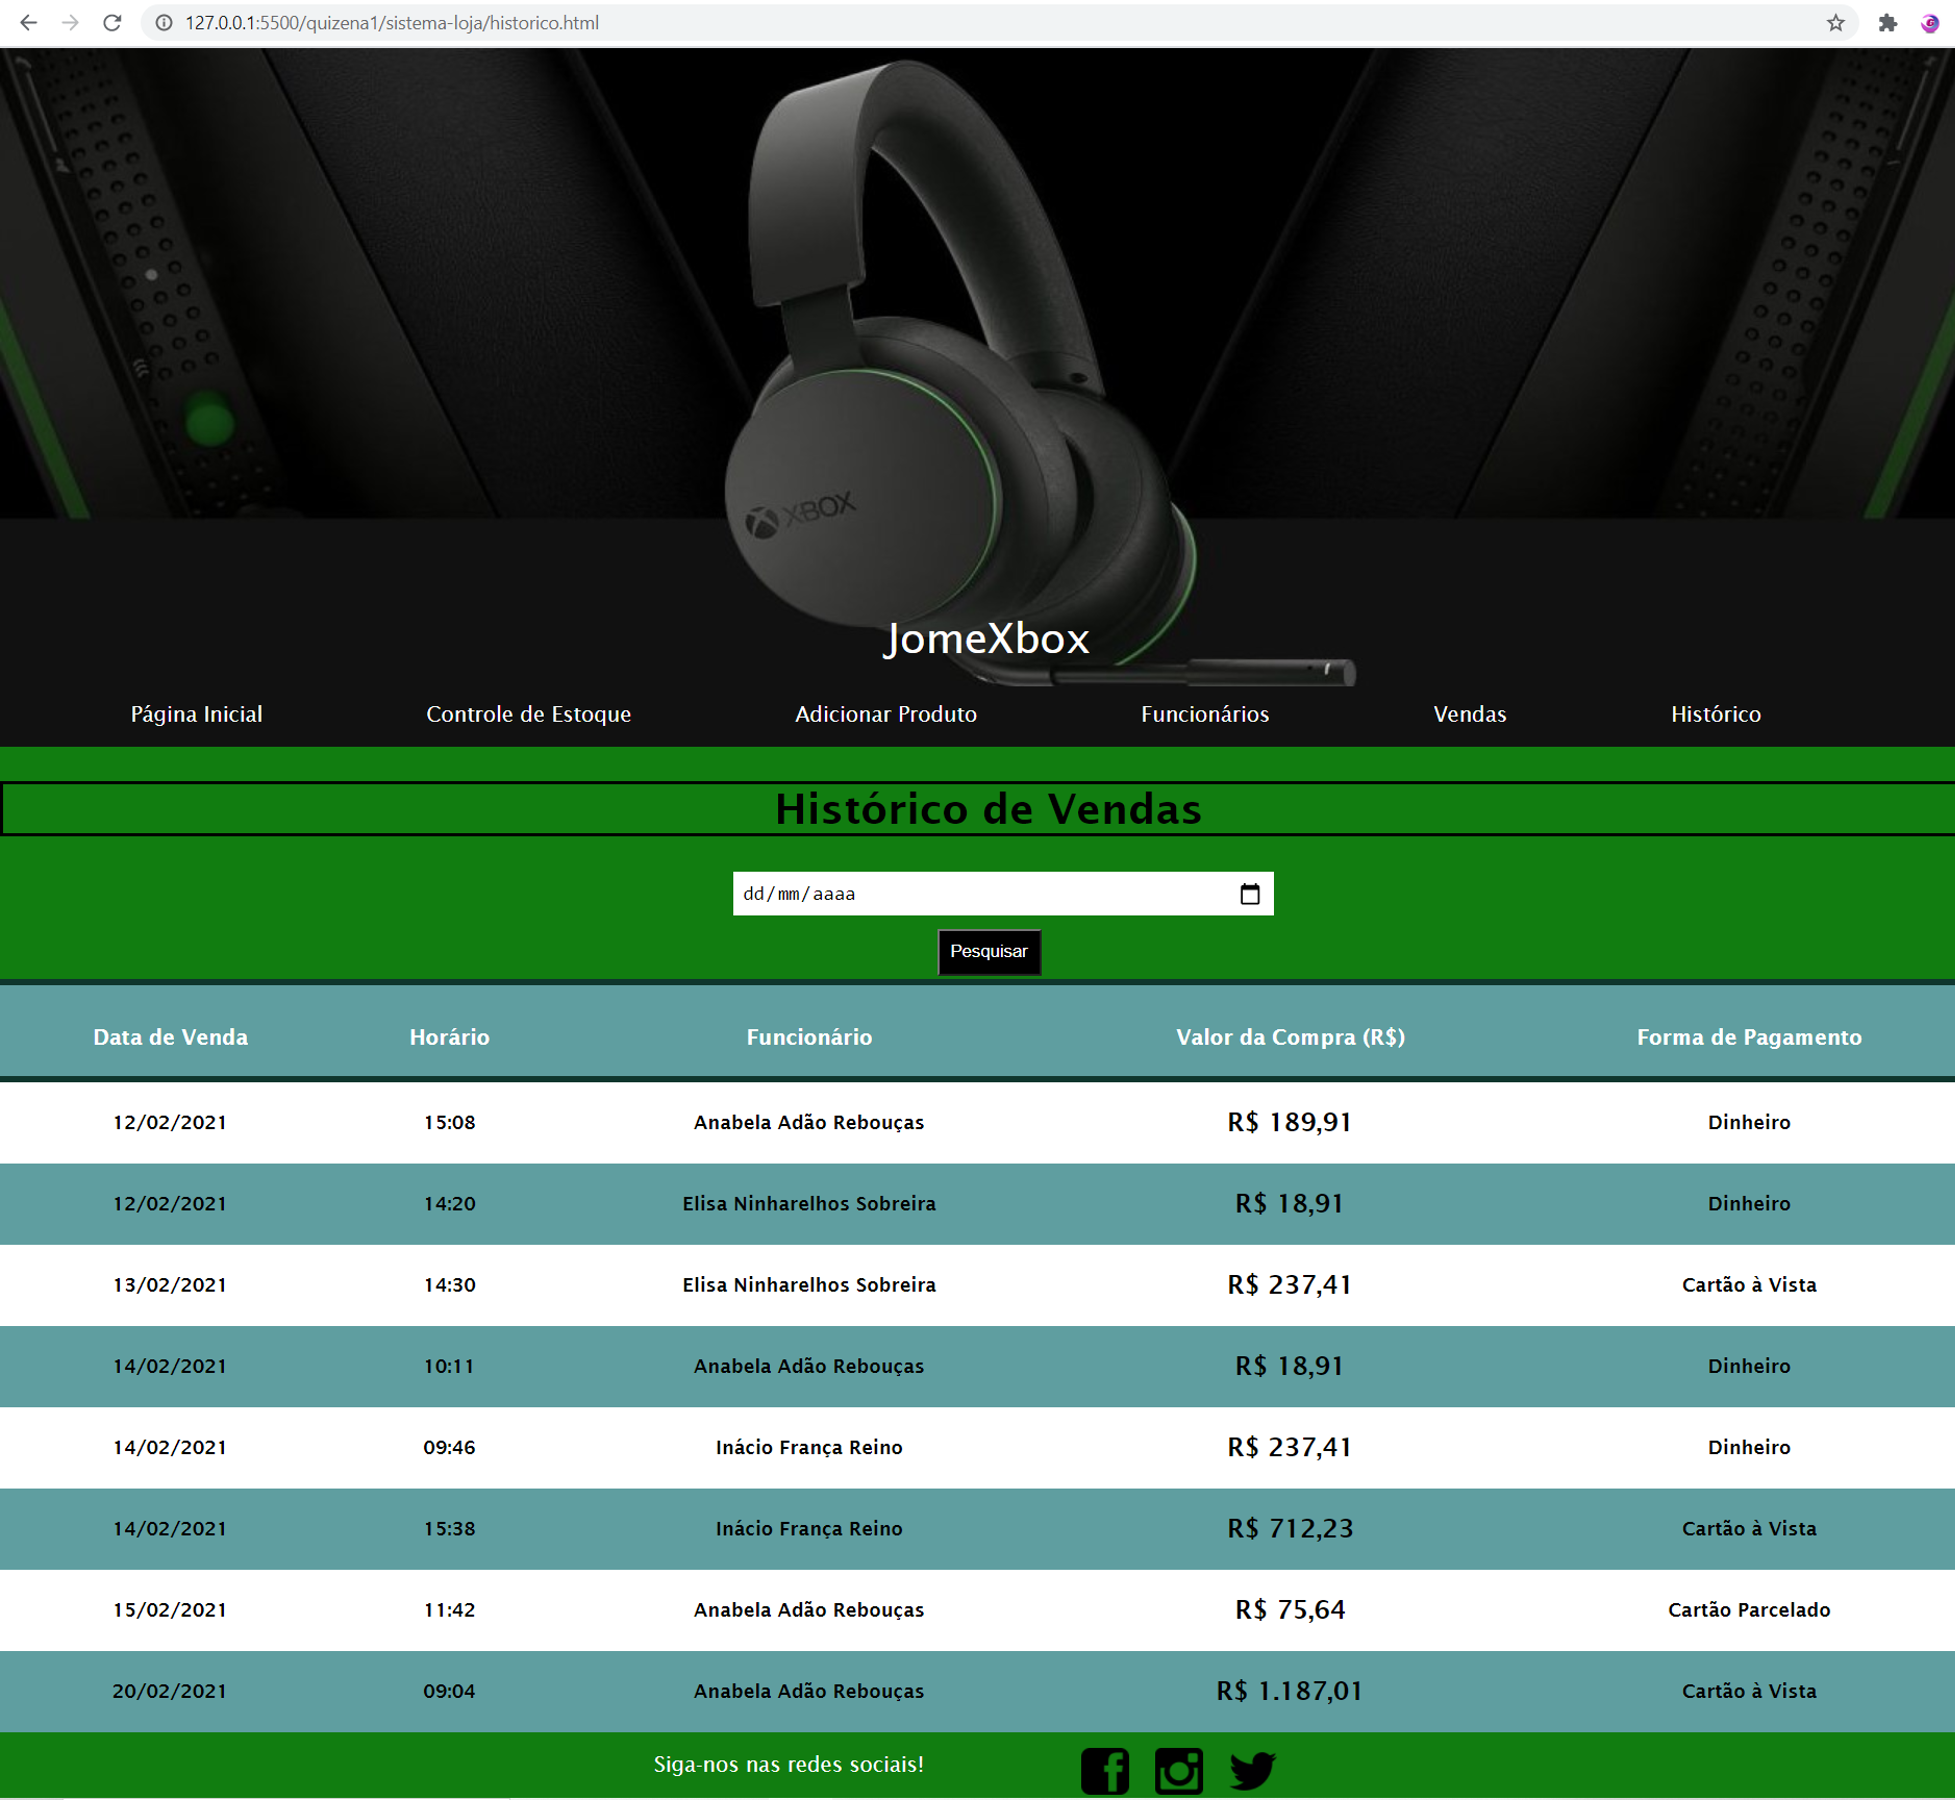 127.0.0.1:5500/quizena1/sistema-loja/historico.html
XBOX
JomeXbox
Página Inicial Controle de Estoque Adicionar Produto Funcionários Vendas Histórico
Histórico de Vendas
dd/mm/aaaa
Pesquisar
Data de Venda Horário Funcionário Valor da Compra (R$) Forma de Pagamento
12/02/2021 15:08 Anabela Adão Rebouças R$ 189,91 Dinheiro
12/02/2021 14:20 Elisa Ninharelhos Sobreira R$ 18,91 Dinheiro
13/02/2021 14:30 Elisa Ninharelhos Sobreira R$ 237,41 Cartão à Vista
14/02/2021 10:11 Anabela Adão Rebouças R$ 18,91 Dinheiro
14/02/2021 09:46 Inácio França Reino R$ 237,41 Dinheiro
14/02/2021 15:38 Inácio França Reino R$ 712,23 Cartão à Vista
15/02/2021 11:42 Anabela Adão Rebouças R$ 75,64 Cartão Parcelado
20/02/2021 09:04 Anabela Adão Rebouças R$ 1.187,01 Cartão à Vista
Siga-nos nas redes sociais!